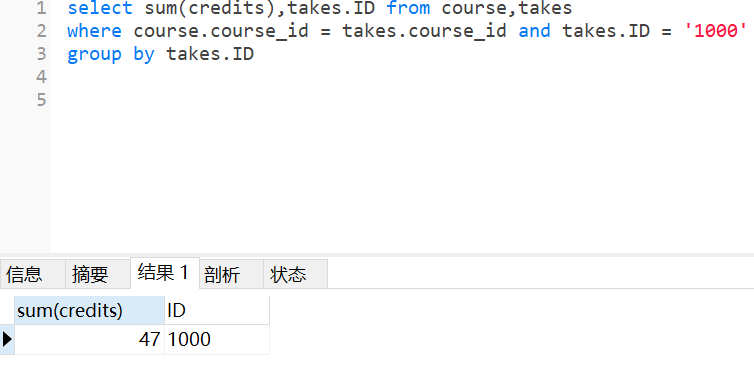 1 select sum(credits),takes.ID from course,takes
2 where course.course_id = takes.course_id and takes.ID = '1000'
3 group by takes.ID
4
5
信息 摘要 结果 1 剖析 状态
sum(credits) ID
47 1000